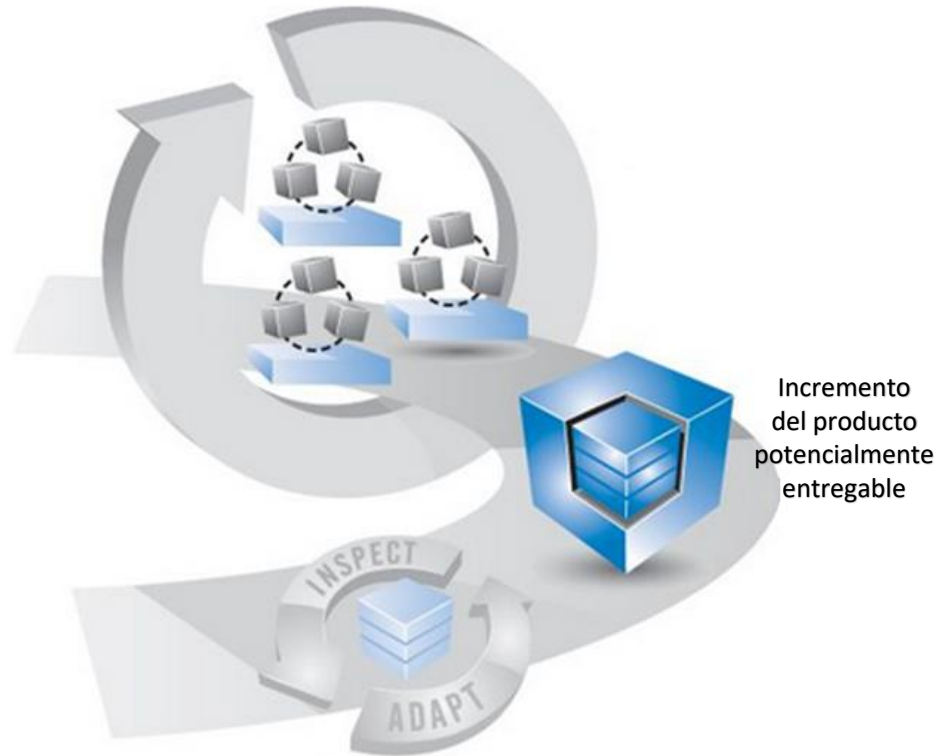 Incremento
del producto
potencialmente
entregable
INSPECT
ADAPT